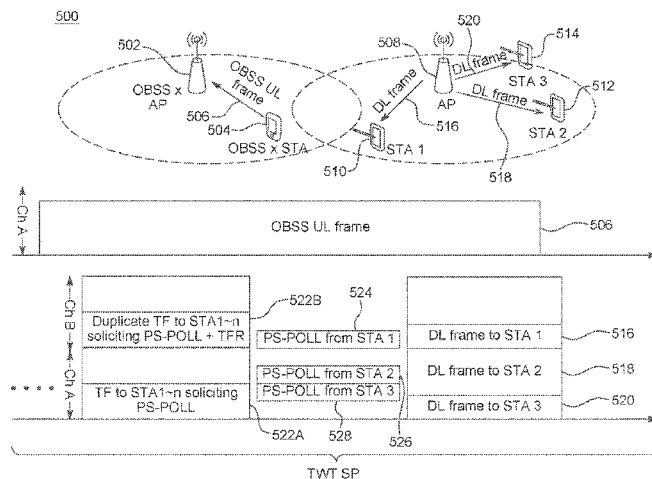 500
502
OBSS x
AP
OBSS UL
frame
506
504
OBSS x STA
508
AP
520
DL frame
514
STA 3
DL frame
516
DL frame
518
512
STA 2
510
STA 1
Ch A
OBSS UL frame
506
Ch B
Duplicate TF to STA1~n
soliciting PS-POLL + TFR
522B
524
PS-POLL from STA 1
DL frame to STA 1
516
Ch A
PS-POLL from STA 2
DL frame to STA 2
518
TF to STA1~n soliciting
PS-POLL
PS-POLL from STA 3
526
DL frame to STA 3
520
522A
528
TWT SP